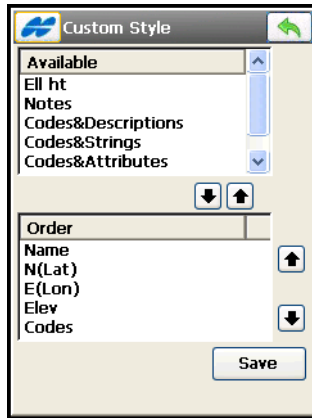 Custom Style
Available
Ell ht
Notes
Codes&Descriptions
Codes&Strings
Codes&Attributes
Order
Name
N(Lat)
E(Lon)
Elev
Codes
Save